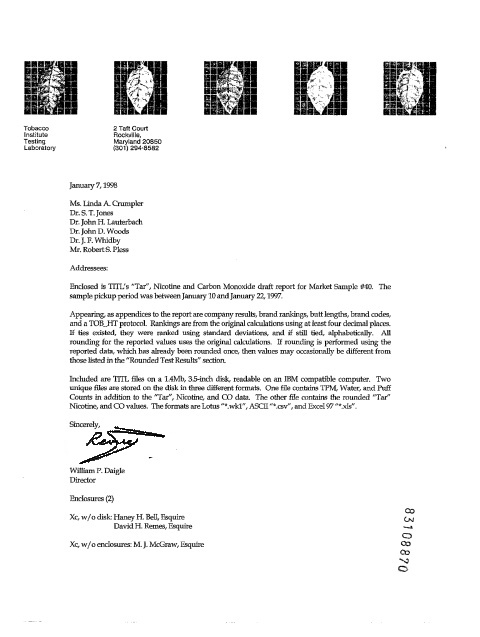 Tobacco
Institute
Testing
Laboratory
2 Taft Court
Rockville,
Maryland 20850
(301) 294-8582
January 7, 1998
Ms. Linda A. Crumpler
Dr. S. T. Jones
Dr. John H. Lauterbach
Dr. John D. Woods
Dr. J. F. Whidby
Mr. Robert S. Pless
Addressees:
Enclosed is TITL's "Tar", Nicotine and Carbon Monoxide draft report for Market Sample #40. The
sample pickup period was between January 10 and January 22, 1997.
Appearing, as appendices to the report are company results, brand rankings, butt lengths, brand codes,
and a TOB_HT protocol. Rankings are from the original calculations using at least four decimal places.
If ties existed, they were ranked using standard deviations, and if still tied, alphabetically. All
rounding for the reported values uses the original calculations. If rounding is performed using the
reported data, which has already been rounded once, then values may occasionally be different from
those listed in the "Rounded Test Results" section.
Included are TITL files on a 1.4Mb, 3.5-inch disk, readable on an IBM compatible computer. Two
unique files are stored on the disk in three different formats. One file contains TPM, Water, and Puff
Counts in addition to the "Tar", Nicotine, and CO data. The other file contains the rounded "Tar"
Nicotine, and CO values. The formats are Lotus "*.wk1", ASCII "*.csv", and Excel 97 "*.xls".
Sincerely,
William P. Daigle
Director
Enclosures (2)
Xc, w/o disk: Haney H. Bell, Esquire
David H. Remes, Esquire
Xc, w/o enclosures: M. J. McGraw, Esquire
83108870